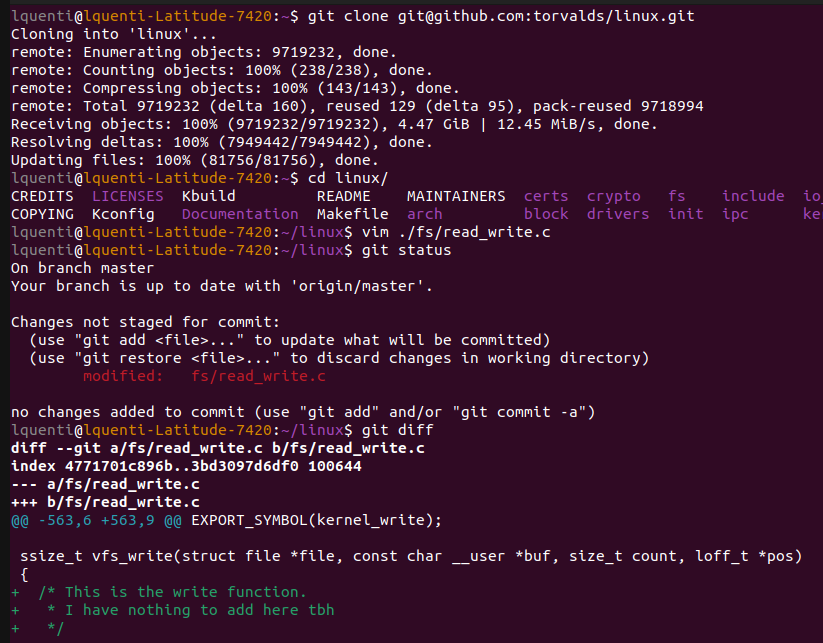 lquenti@lquenti-Latitude-7420:~$ git clone git@github.com:torvalds/linux.git
Cloning into 'linux'...
remote: Enumerating objects: 9719232, done.
remote: Counting objects: 100% (238/238), done.
remote: Compressing objects: 100% (143/143), done.
remote: Total 9719232 (delta 160), reused 129 (delta 95), pack-reused 9718994
Receiving objects: 100% (9719232/9719232), 4.47 GiB | 12.45 MiB/s, done.
Resolving deltas: 100% (7949442/7949442), done.
Updating files: 100% (81756/81756), done.
lquenti@lquenti-Latitude-7420:~$ cd linux/
CREDITS  LICENSES  Kbuild         README    MAINTAINERS  certs  crypto   fs    include  io_
COPYING  Kconfig   Documentation  Makefile  arch         block  drivers  init  ipc      ke
lquenti@lquenti-Latitude-7420:~/linux$ vim ./fs/read_write.c
lquenti@lquenti-Latitude-7420:~/linux$ git status
On branch master
Your branch is up to date with 'origin/master'.
Changes not staged for commit:
  (use "git add <file>..." to update what will be committed)
  (use "git restore <file>..." to discard changes in working directory)
        modified:   fs/read_write.c
no changes added to commit (use "git add" and/or "git commit -a")
lquenti@lquenti-Latitude-7420:~/linux$ git diff
diff --git a/fs/read_write.c b/fs/read_write.c
index 4771701c896b..3bd3097d6df0 100644
--- a/fs/read_write.c
+++ b/fs/read_write.c
@@ -563,6 +563,9 @@ EXPORT_SYMBOL(kernel_write);
 ssize_t vfs_write(struct file *file, const char __user *buf, size_t count, loff_t *pos)
 {
+  /* This is the write function.
+   * I have nothing to add here tbh
+   */